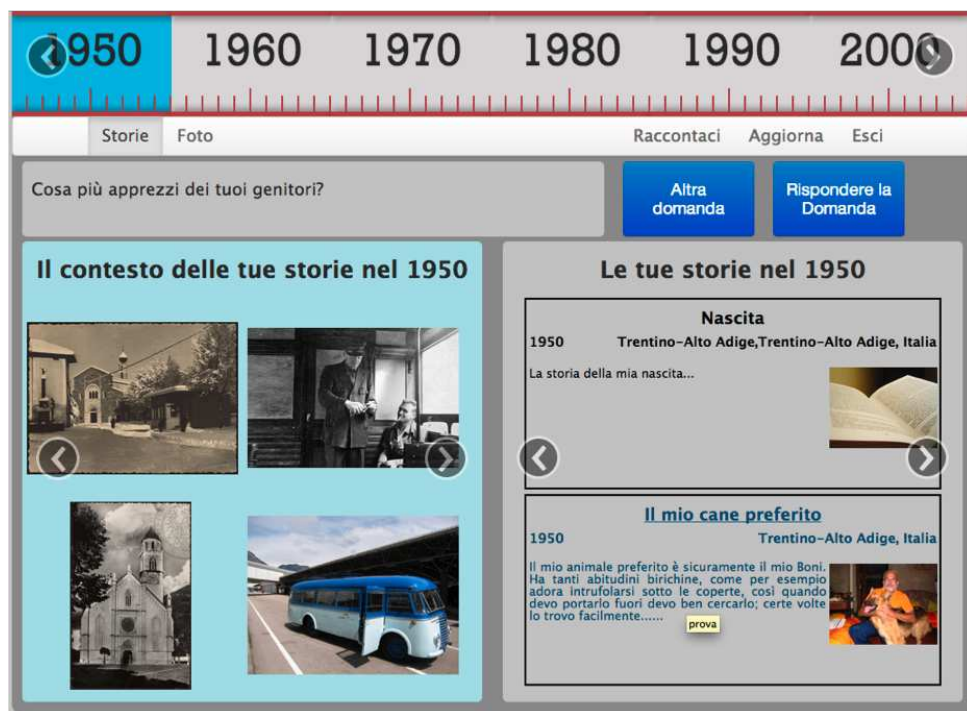 1950 1960 1970 1980 1990 2000
Storie Foto Raccontaci Aggiorna Esci
Cosa più apprezzi dei tuoi genitori?
Altra
domanda
Rispondere la
Domanda
Il contesto delle tue storie nel 1950
Le tue storie nel 1950
Nascita
1950 Trentino-Alto Adige,Trentino-Alto Adige, Italia
La storia della mia nascita...
Il mio cane preferito
1950 Trentino-Alto Adige, Italia
Il mio animale preferito è sicuramente il mio Boni.
Ha tanti abitudini birichine, come per esempio
adora intrufolarsi sotto le coperte, così quando
devo portarlo fuori devo ben cercarlo; certe volte
lo trovo facilmente......
prova